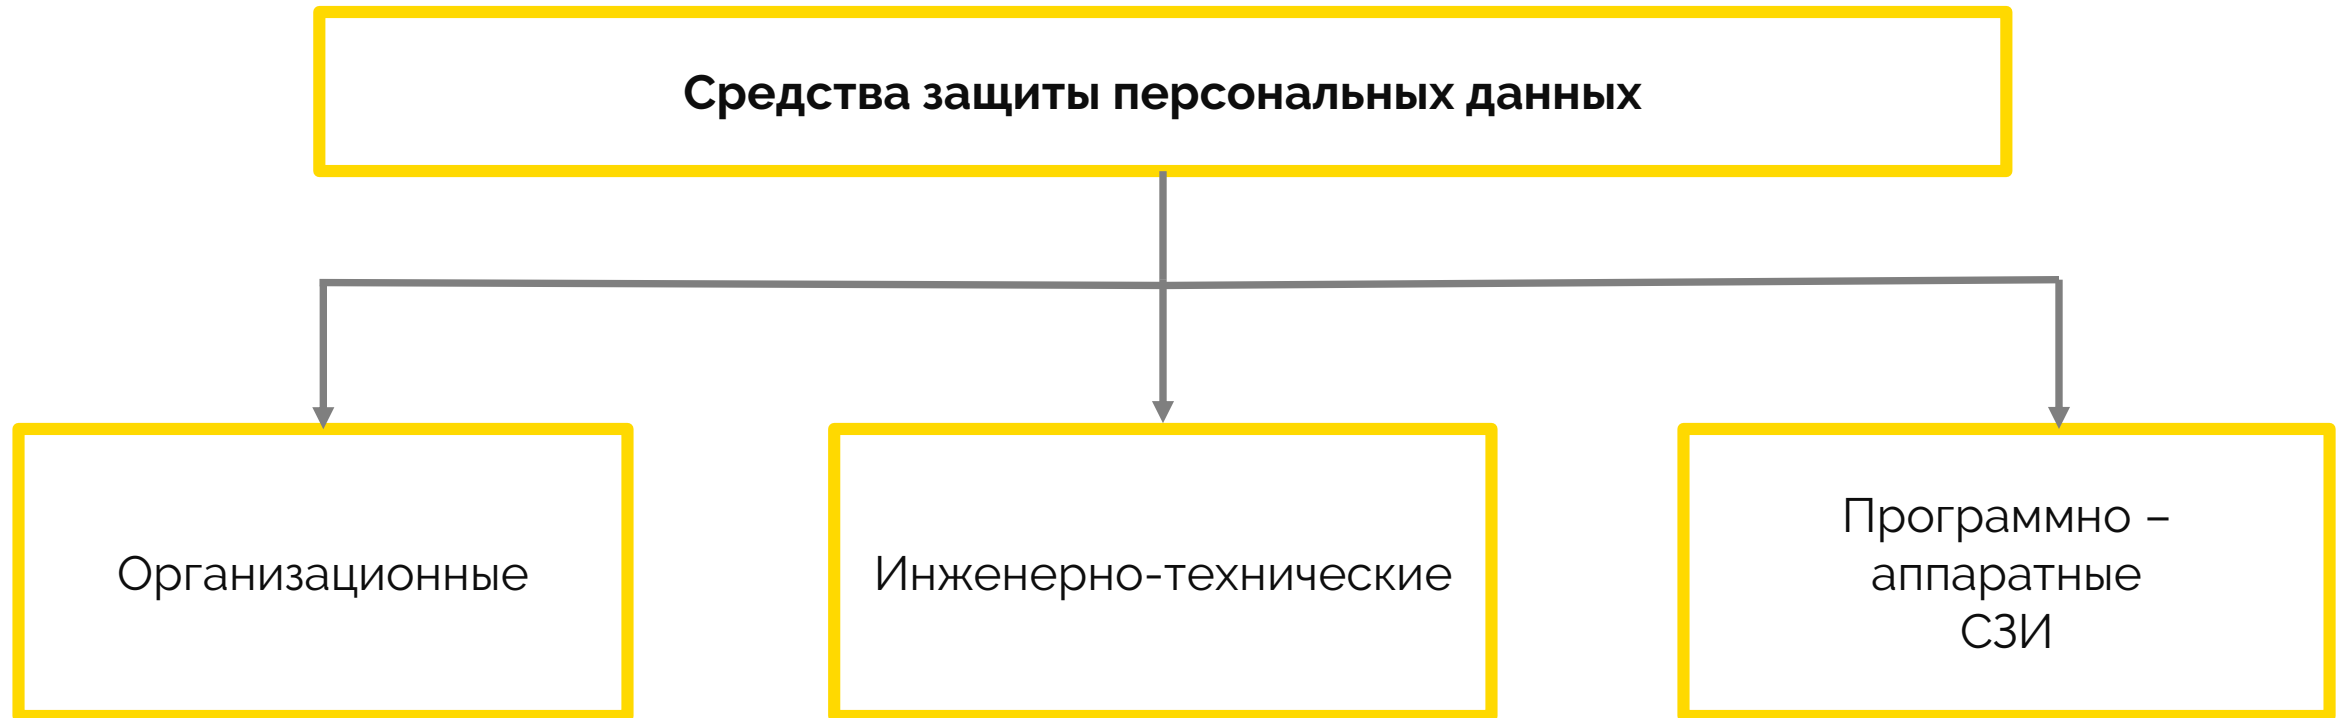 Средства защиты персональных данных
Организационные
Инженерно-технические
Программно –
аппаратные
СЗИ